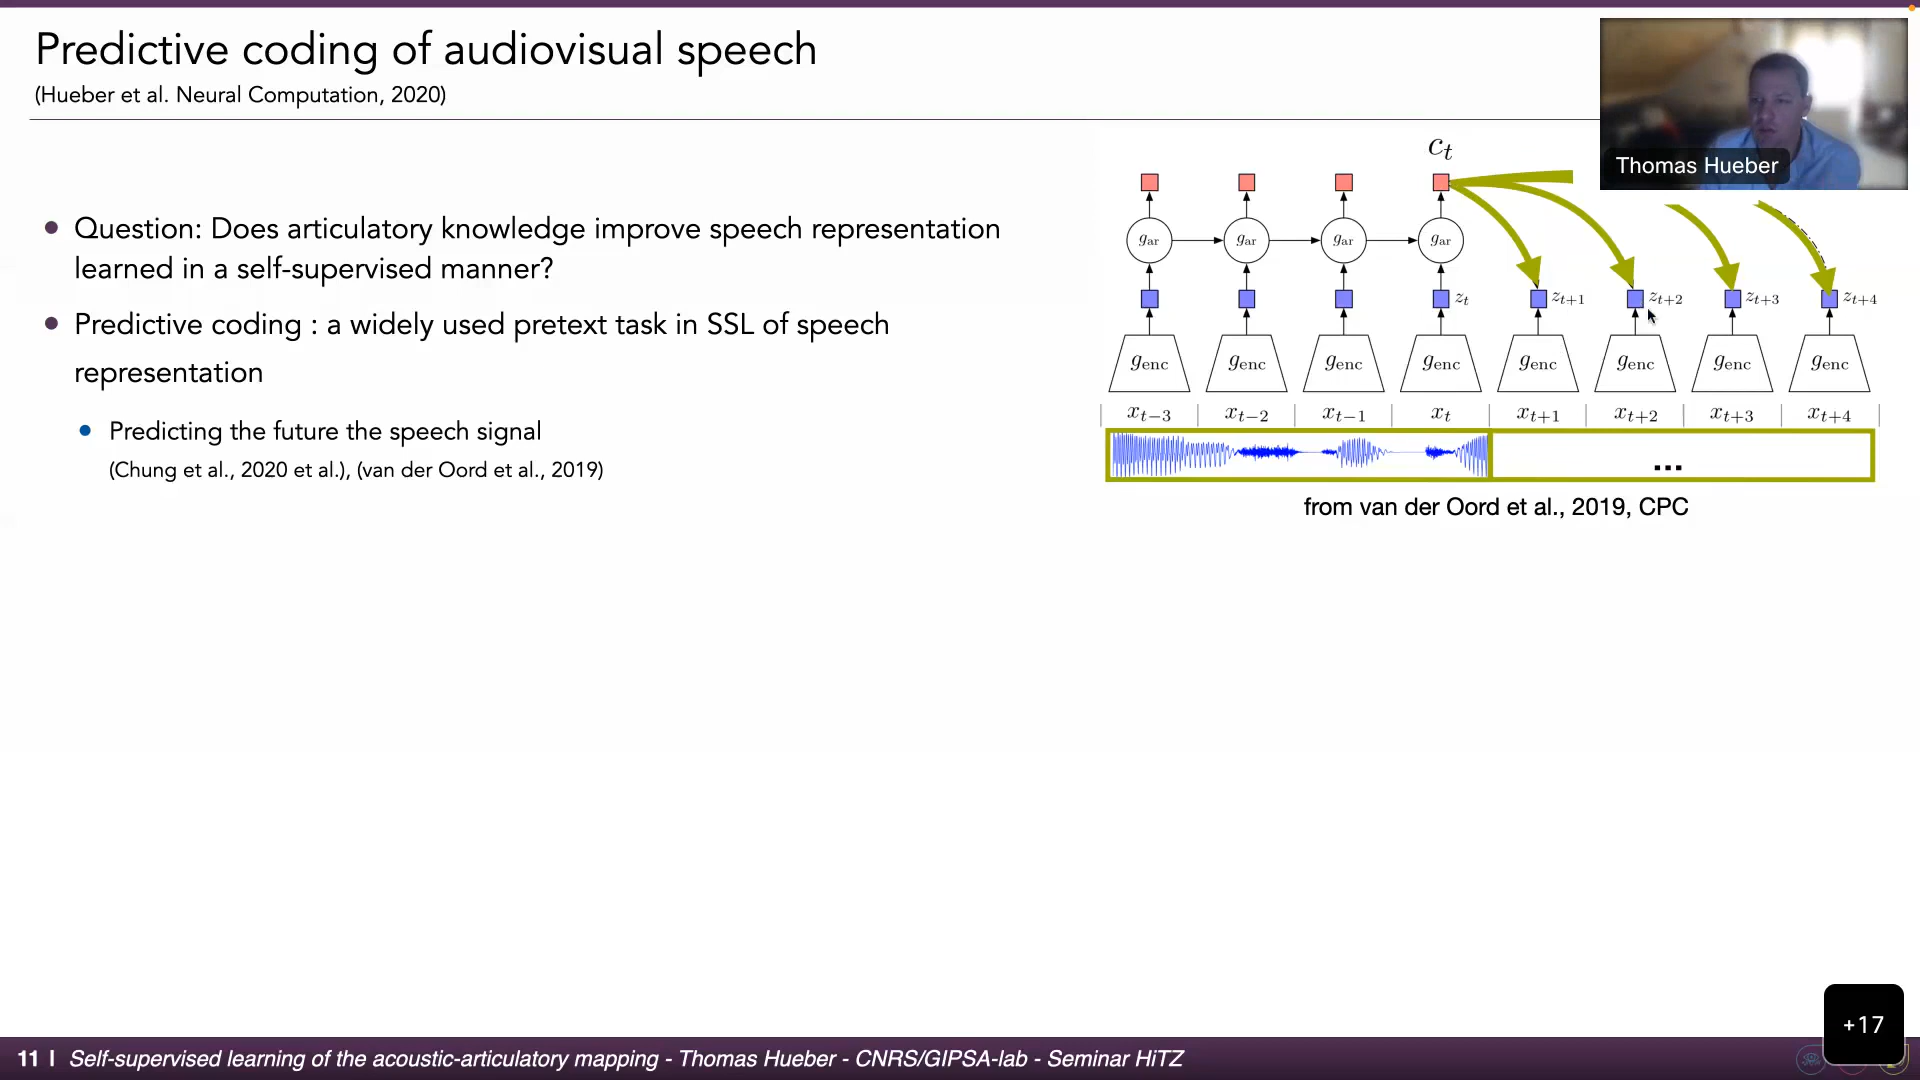 Predictive coding of audiovisual speech
(Hueber et al. Neural Computation, 2020)
Thomas Hueber
• Question: Does articulatory knowledge improve speech representation
learned in a self-supervised manner?
• Predictive coding : a widely used pretext task in SSL of speech
representation
• Predicting the future the speech signal
(Chung et al., 2020 et al.), (van der Oord et al., 2019)
c_t
g_ar g_ar g_ar g_ar
z_t z_{t+1} z_{t+2} z_{t+3} z_{t+4}
g_enc g_enc g_enc g_enc g_enc g_enc g_enc g_enc
x_{t−3} x_{t−2} x_{t−1} x_t x_{t+1} x_{t+2} x_{t+3} x_{t+4}
...
from van der Oord et al., 2019, CPC
+17
11 I Self-supervised learning of the acoustic-articulatory mapping - Thomas Hueber - CNRS/GIPSA-lab - Seminar HiTZ